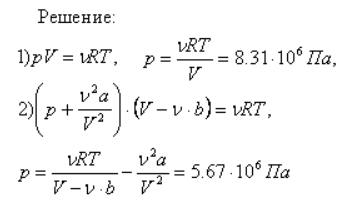 Решение:
1) pV = νRT, p = νRT/V = 8.31·10⁶ Па,
2) (p + ν²a/V²)·(V − ν·b) = νRT,
p = νRT/(V − ν·b) − ν²a/V² = 5.67·10⁶ Па